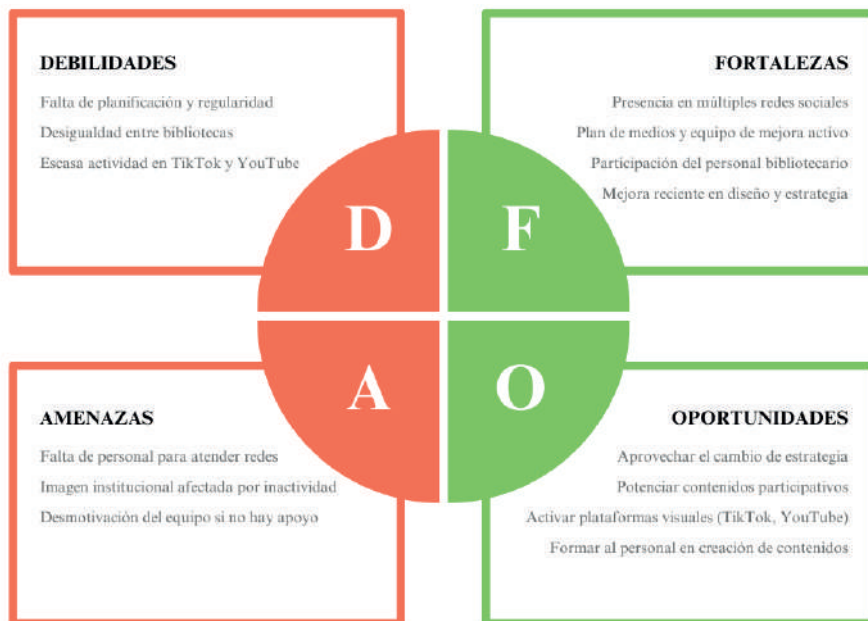 DEBILIDADES
Falta de planificación y regularidad
Desigualdad entre bibliotecas
Escasa actividad en TikTok y YouTube
FORTALEZAS
Presencia en múltiples redes sociales
Plan de medios y equipo de mejora activo
Participación del personal bibliotecario
Mejora reciente en diseño y estrategia
D
F
A
O
AMENAZAS
Falta de personal para atender redes
Imagen institucional afectada por inactividad
Desmotivación del equipo si no hay apoyo
OPORTUNIDADES
Aprovechar el cambio de estrategia
Potenciar contenidos participativos
Activar plataformas visuales (TikTok, YouTube)
Formar al personal en creación de contenidos